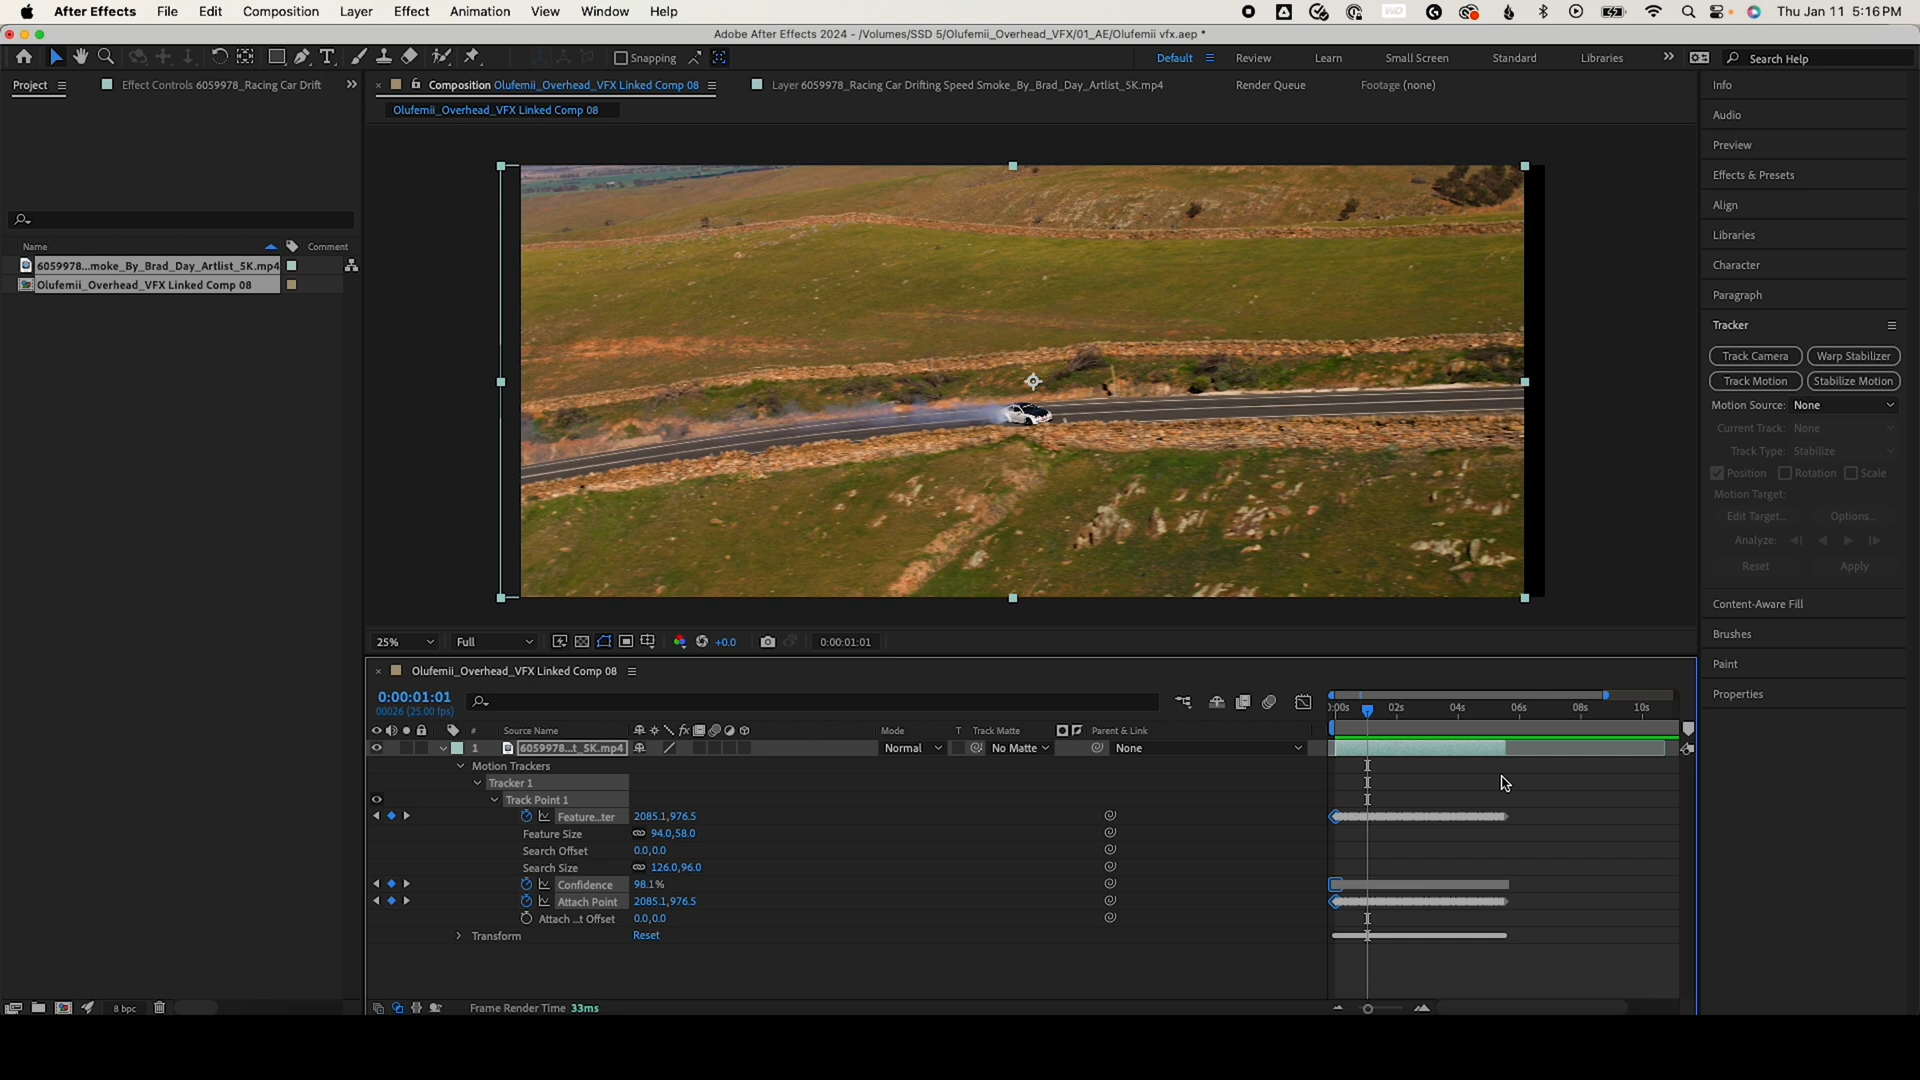 After Effects File Edit Composition Layer Effect Animation View Window Help Thu Jan 11 5:16 PM
Adobe After Effects 2024 - /Volumes/SSD 5/Olufemii_Overhead_VFX/01_AE/Olufemii vfx.aep *
Snapping Default Review Learn Small Screen Standard Libraries Search Help
Project Effect Controls 6059978_Racing Car Drift
Composition Olufemii_Overhead_VFX Linked Comp 08
Layer 6059978_Racing Car Drifting Speed Smoke_By_Brad_Day_Artlist_5K.mp4
Render Queue
Footage (none)
Olufemii_Overhead_VFX Linked Comp 08
Name Comment
6059978...moke_By_Brad_Day_Artlist_5K.mp4
Olufemii_Overhead_VFX Linked Comp 08
8 bpc
25% Full +0.0 0:00:01:01
Info
Audio
Preview
Effects & Presets
Align
Libraries
Character
Paragraph
Tracker
Track Camera Warp Stabilizer
Track Motion Stabilize Motion
Motion Source: None
Current Track: None
Track Type: Stabilize
Position Rotation Scale
Motion Target:
Edit Target... Options...
Analyze:
Reset Apply
Content-Aware Fill
Brushes
Paint
Properties
Olufemii_Overhead_VFX Linked Comp 08
0:00:01:01
00026 (25.00 fps)
):00s 02s 04s 06s 08s 10s
# Source Name Mode T Track Matte Parent & Link
1 [6059978...t_5K.mp4] Normal No Matte None
Motion Trackers
Tracker 1
Track Point 1
Feature...ter 2085.1,976.5
Feature Size 94.0,58.0
Search Offset 0.0,0.0
Search Size 126.0,96.0
Confidence 98.1%
Attach Point 2085.1,976.5
Attach ...t Offset 0.0,0.0
Transform Reset
Frame Render Time 33ms